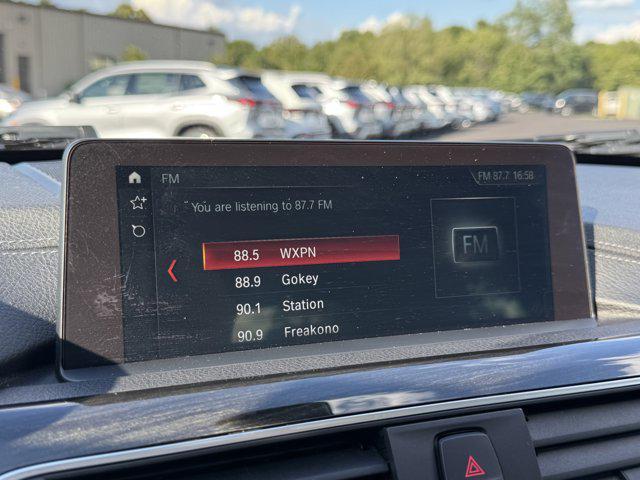 FM
FM 87.7 16:58
You are listening to 87.7 FM
88.5 WXPN
88.9 Gokey
90.1 Station
90.9 Freakono
FM